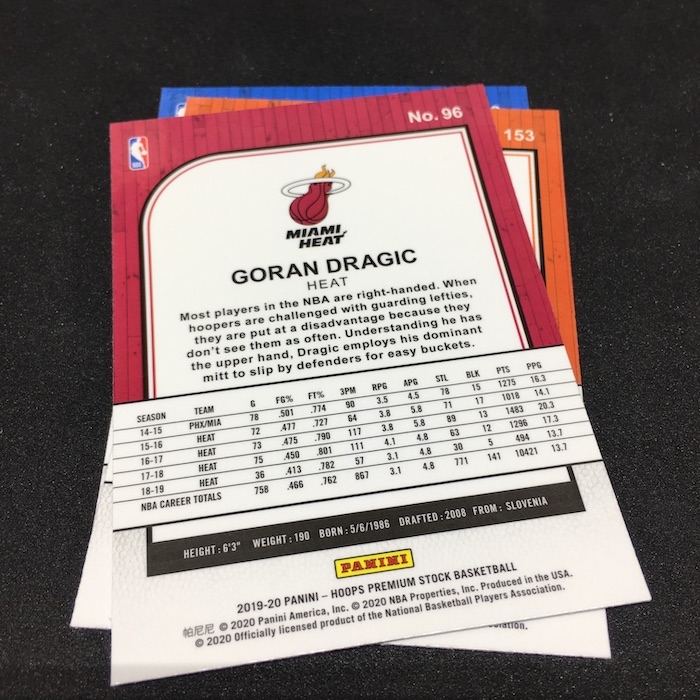 No. 96
153
MIAMI
HEAT
GORAN DRAGIC
HEAT
Most players in the NBA are right-handed. When
hoopers are challenged with guarding lefties,
they are put at a disadvantage because they
don't see them as often. Understanding he has
the upper hand, Dragic employs his dominant
mitt to slip by defenders for easy buckets.
SEASON TEAM G FG% FT% 3PM RPG APG STL BLK PTS PPG
14-15 PHX/MIA 78 .501 .774 90 3.5 4.5 78 15 1275 16.3
15-16 HEAT 72 .477 .727 64 3.8 5.8 71 17 1018 14.1
16-17 HEAT 73 .475 .790 117 3.8 5.8 89 13 1483 20.3
17-18 HEAT 75 .450 .801 111 4.1 4.8 63 12 1296 17.3
18-19 HEAT 36 .413 .782 57 3.1 4.8 30 5 494 13.7
NBA CAREER TOTALS 758 .466 .762 867 3.1 4.8 771 141 10421 13.7
HEIGHT: 6'3" WEIGHT: 190 BORN: 5/6/1986 DRAFTED: 2008 FROM: SLOVENIA
PANINI
2019-20 PANINI – HOOPS PREMIUM STOCK BASKETBALL
帕尼尼 © 2020 Panini America, Inc. © 2020 NBA Properties, Inc. Produced in the USA.
© 2020 Officially licensed product of the National Basketball Players Association.